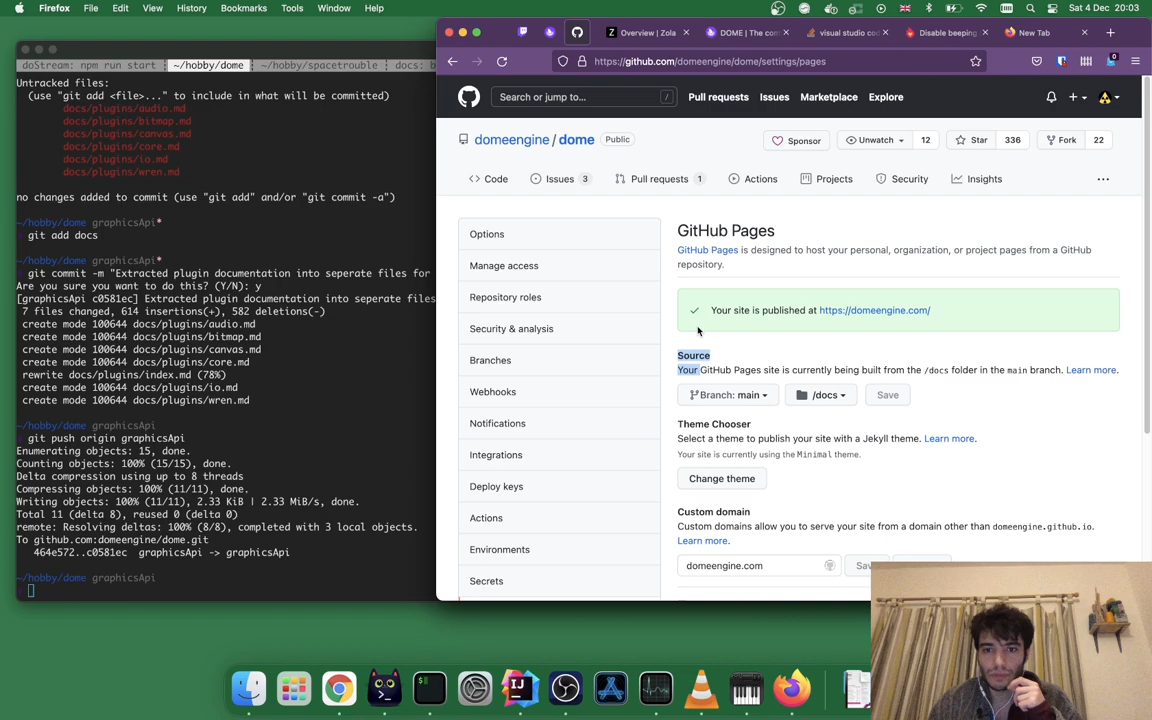 Firefox File Edit View History Bookmarks Tools Window Help Sat 4 Dec 20:03
doStream: npm run start ~/hobby/dome ~/hobby/spacetrouble docs: b
Untracked files:
(use "git add <file>..." to include in what will be committed)
docs/plugins/audio.md
docs/plugins/bitmap.md
docs/plugins/canvas.md
docs/plugins/core.md
docs/plugins/io.md
docs/plugins/wren.md
no changes added to commit (use "git add" and/or "git commit -a")
~/hobby/dome graphicsApi*
git add docs
~/hobby/dome graphicsApi*
git commit -m "Extracted plugin documentation into seperate files for
Are you sure you want to do this? (Y/N): y
[graphicsApi c0581ec] Extracted plugin documentation into seperate files
7 files changed, 614 insertions(+), 582 deletions(-)
create mode 100644 docs/plugins/audio.md
create mode 100644 docs/plugins/bitmap.md
create mode 100644 docs/plugins/canvas.md
create mode 100644 docs/plugins/core.md
rewrite docs/plugins/index.md (78%)
create mode 100644 docs/plugins/io.md
create mode 100644 docs/plugins/wren.md
~/hobby/dome graphicsApi
git push origin graphicsApi
Enumerating objects: 15, done.
Counting objects: 100% (15/15), done.
Delta compression using up to 8 threads
Compressing objects: 100% (11/11), done.
Writing objects: 100% (11/11), 2.33 KiB | 2.33 MiB/s, done.
Total 11 (delta 8), reused 0 (delta 0)
remote: Resolving deltas: 100% (8/8), completed with 3 local objects.
To github.com:domeengine/dome.git
464e572..c0581ec graphicsApi -> graphicsApi
~/hobby/dome graphicsApi
Overview | Zola DOME | The com visual studio cod Disable beeping New Tab
https://github.com/domeengine/dome/settings/pages
Search or jump to... / Pull requests Issues Marketplace Explore
domeengine / dome Public Sponsor Unwatch 12 Star 336 Fork 22
Code Issues 3 Pull requests 1 Actions Projects Security Insights
Options
Manage access
Repository roles
Security & analysis
Branches
Webhooks
Notifications
Integrations
Deploy keys
Actions
Environments
Secrets
GitHub Pages
GitHub Pages is designed to host your personal, organization, or project pages from a GitHub
repository.
Your site is published at https://domeengine.com/
Source
Your GitHub Pages site is currently being built from the /docs folder in the main branch. Learn more.
Branch: main /docs Save
Theme Chooser
Select a theme to publish your site with a Jekyll theme. Learn more.
Your site is currently using the Minimal theme.
Change theme
Custom domain
Custom domains allow you to serve your site from a domain other than domeengine.github.io.
Learn more.
domeengine.com